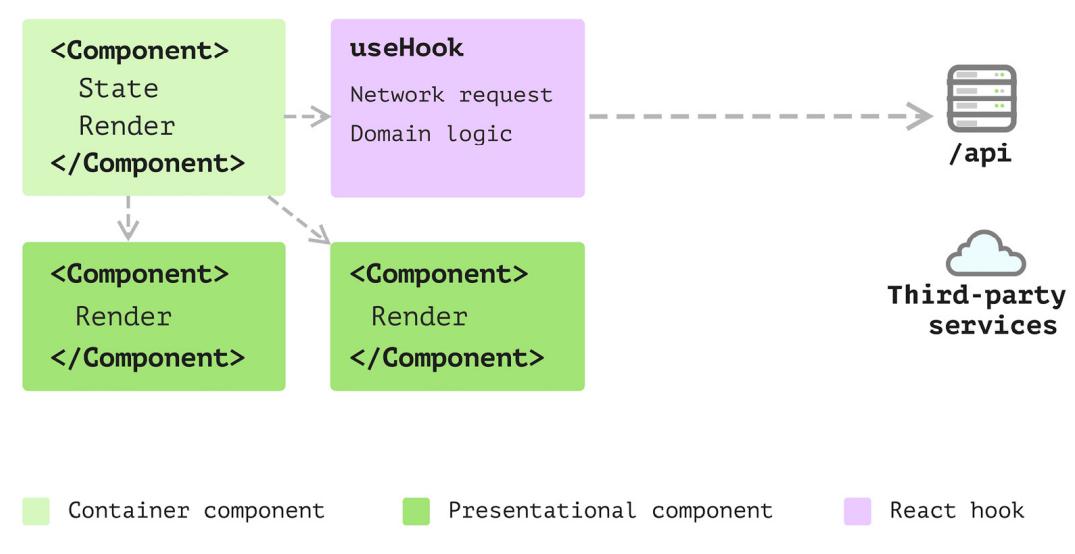 <Component>
State
Render
</Component>
useHook
Network request
Domain logic
/api
<Component>
Render
</Component>
<Component>
Render
</Component>
Third-party
services
Container component
Presentational component
React hook